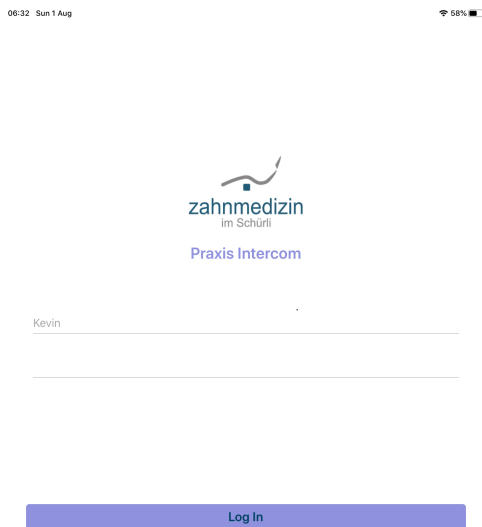 06:32 Sun 1 Aug 58%
zahnmedizin
im Schürli
Praxis Intercom
Kevin
Log In